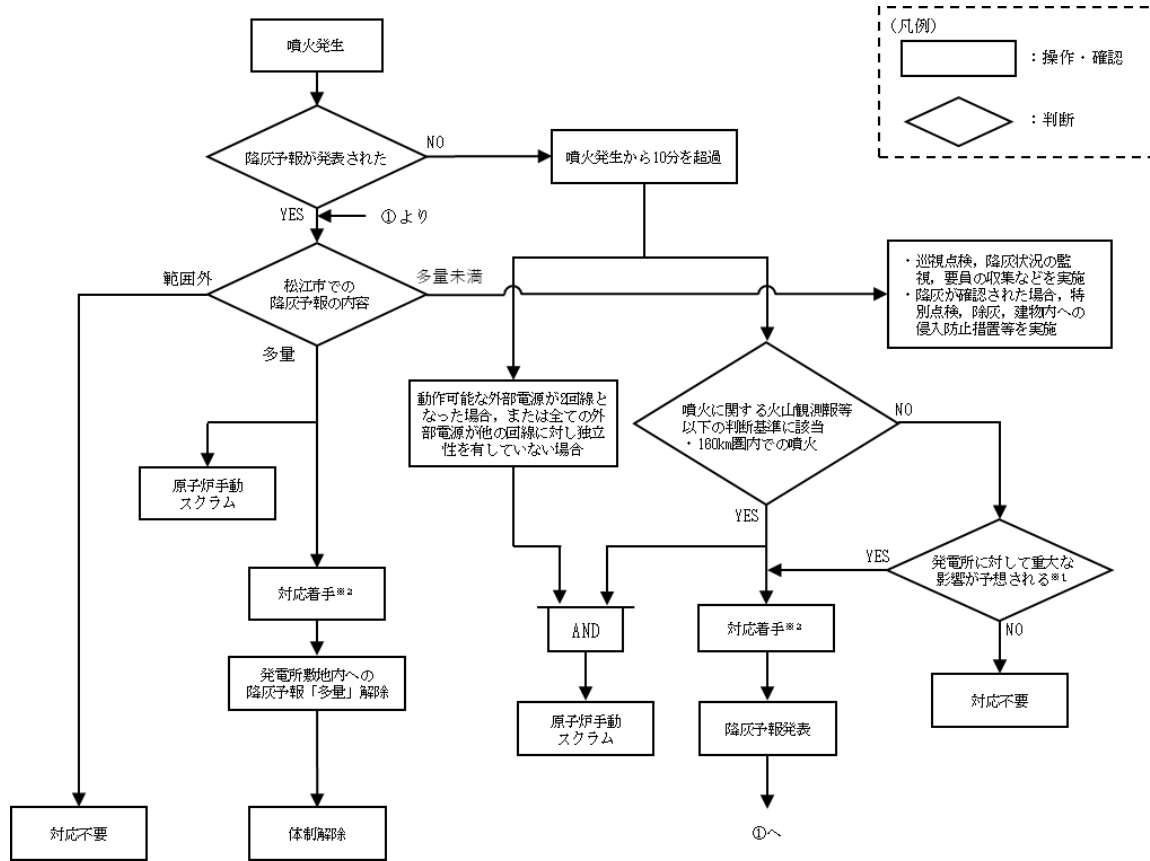 噴火発生
(凡例)
：操作・確認
：判断
降灰予報が発表された
NO
噴火発生から10分を超過
YES
①より
範囲外
松江市での
降灰予報の内容
多量未満
・巡視点検，降灰状況の監
視，要員の収集などを実施
・降灰が確認された場合，特
別点検，除灰，建物内への
侵入防止措置等を実施
多量
動作可能な外部電源が2回線と
なった場合，または全ての外
部電源が他の回線に対し独立
性を有していない場合
噴火に関する火山観測報等
以下の判断基準に該当
・160km圏内での噴火
NO
原子炉手動
スクラム
YES
YES
発電所に対して重大な
影響が予想される※1
対応着手※2
AND
対応着手※2
NO
発電所敷地内への
降灰予報「多量」解除
原子炉手動
スクラム
降灰予報発表
対応不要
対応不要
体制解除
①へ